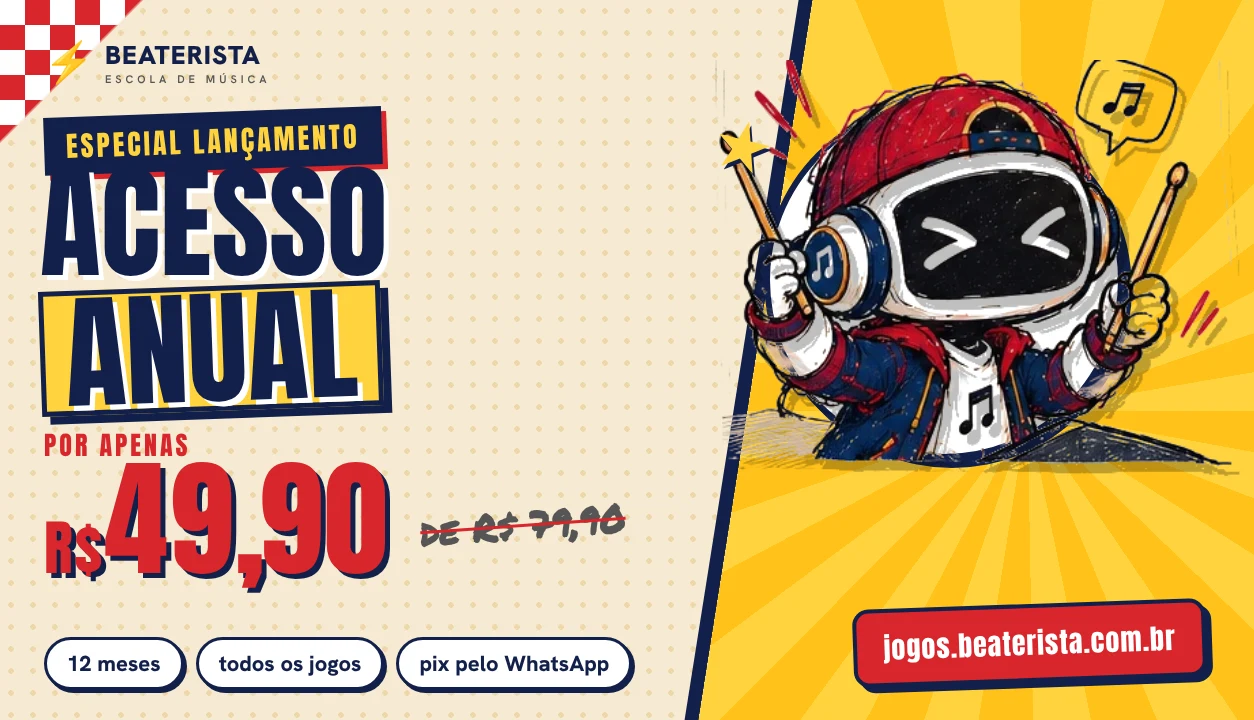 BEATERISTA
ESCOLA DE MÚSICA
ESPECIAL LANÇAMENTO
ACESSO
ANUAL
POR APENAS
R$49,90
DE R$ 79,90
12 meses
todos os jogos
pix pelo WhatsApp
jogos.beaterista.com.br